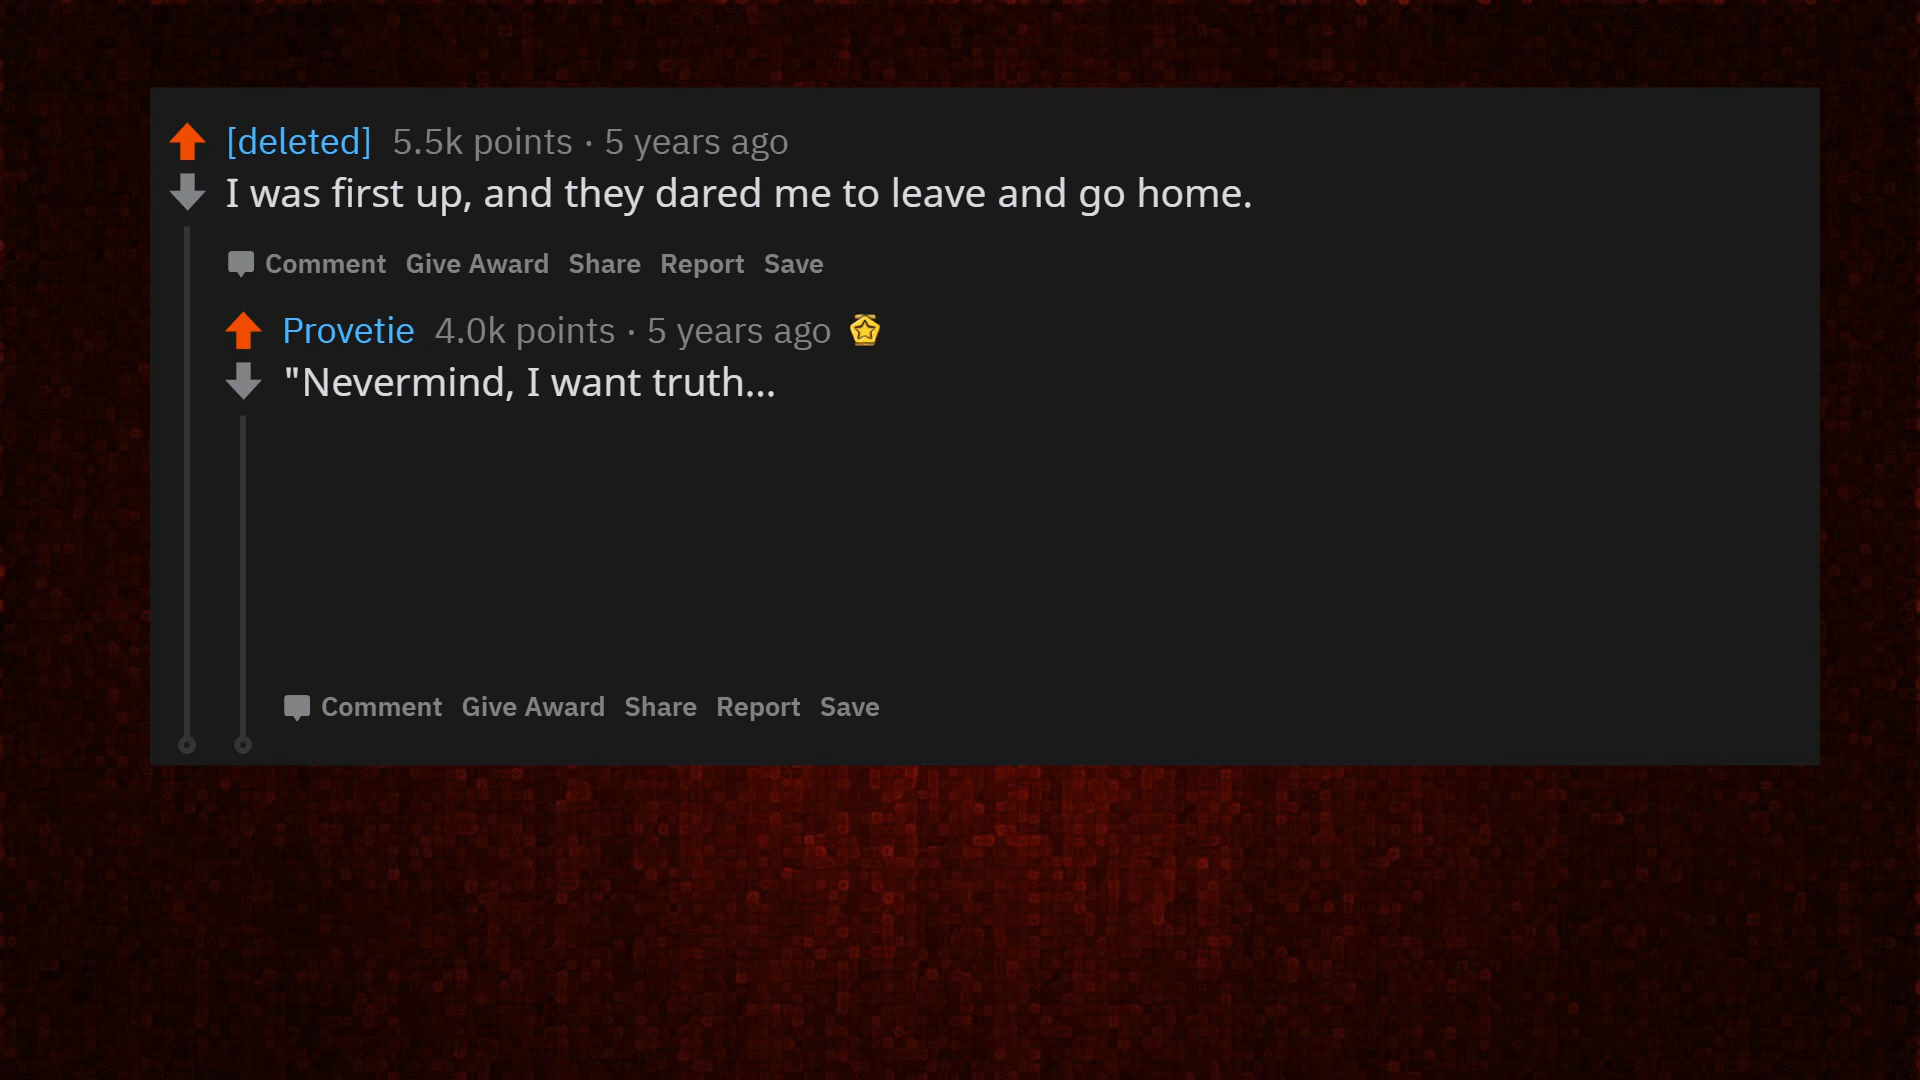 [deleted] 5.5k points · 5 years ago
I was first up, and they dared me to leave and go home.
Comment Give Award Share Report Save
Provetie 4.0k points · 5 years ago
"Nevermind, I want truth...
Comment Give Award Share Report Save